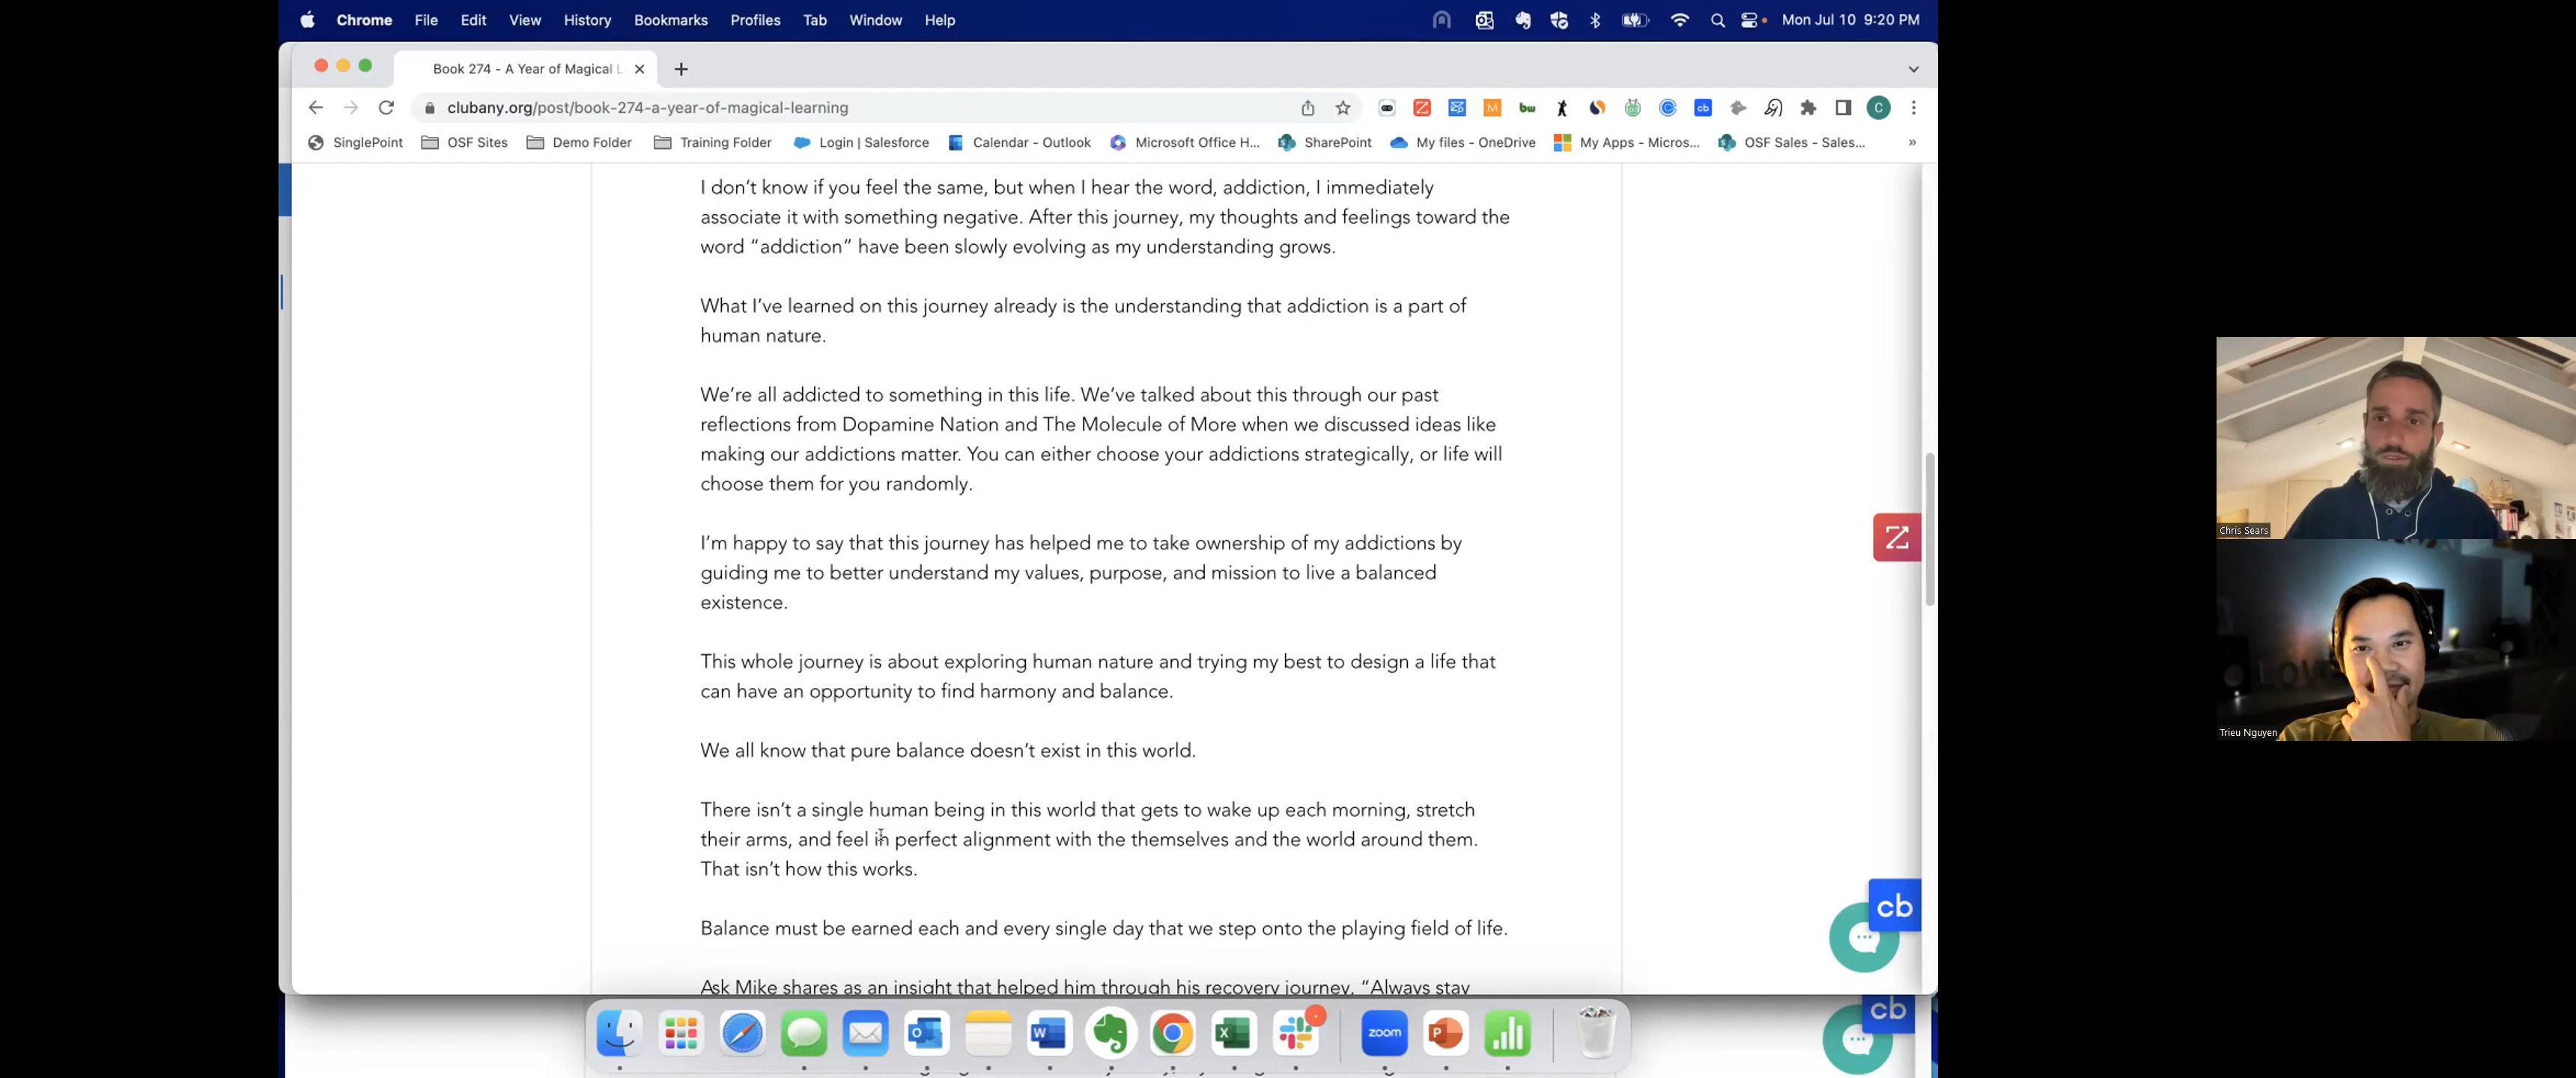 Chrome File Edit View History Bookmarks Profiles Tab Window Help Mon Jul 10 9:20 PM
Book 274 - A Year of Magical L
clubany.org/post/book-274-a-year-of-magical-learning
SinglePoint OSF Sites Demo Folder Training Folder Login | Salesforce Calendar - Outlook Microsoft Office H... SharePoint My files - OneDrive My Apps - Micros... OSF Sales - Sales... »
I don't know if you feel the same, but when I hear the word, addiction, I immediately
associate it with something negative. After this journey, my thoughts and feelings toward the
word “addiction” have been slowly evolving as my understanding grows.
What I've learned on this journey already is the understanding that addiction is a part of
human nature.
We're all addicted to something in this life. We've talked about this through our past
reflections from Dopamine Nation and The Molecule of More when we discussed ideas like
making our addictions matter. You can either choose your addictions strategically, or life will
choose them for you randomly.
I'm happy to say that this journey has helped me to take ownership of my addictions by
guiding me to better understand my values, purpose, and mission to live a balanced
existence.
This whole journey is about exploring human nature and trying my best to design a life that
can have an opportunity to find harmony and balance.
We all know that pure balance doesn't exist in this world.
There isn't a single human being in this world that gets to wake up each morning, stretch
their arms, and feel in perfect alignment with the themselves and the world around them.
That isn't how this works.
Balance must be earned each and every single day that we step onto the playing field of life.
Ask Mike shares as an insight that helped him through his recovery journey, “Always stay
cb
cb
zoom
Chris Sears
Trieu Nguyen